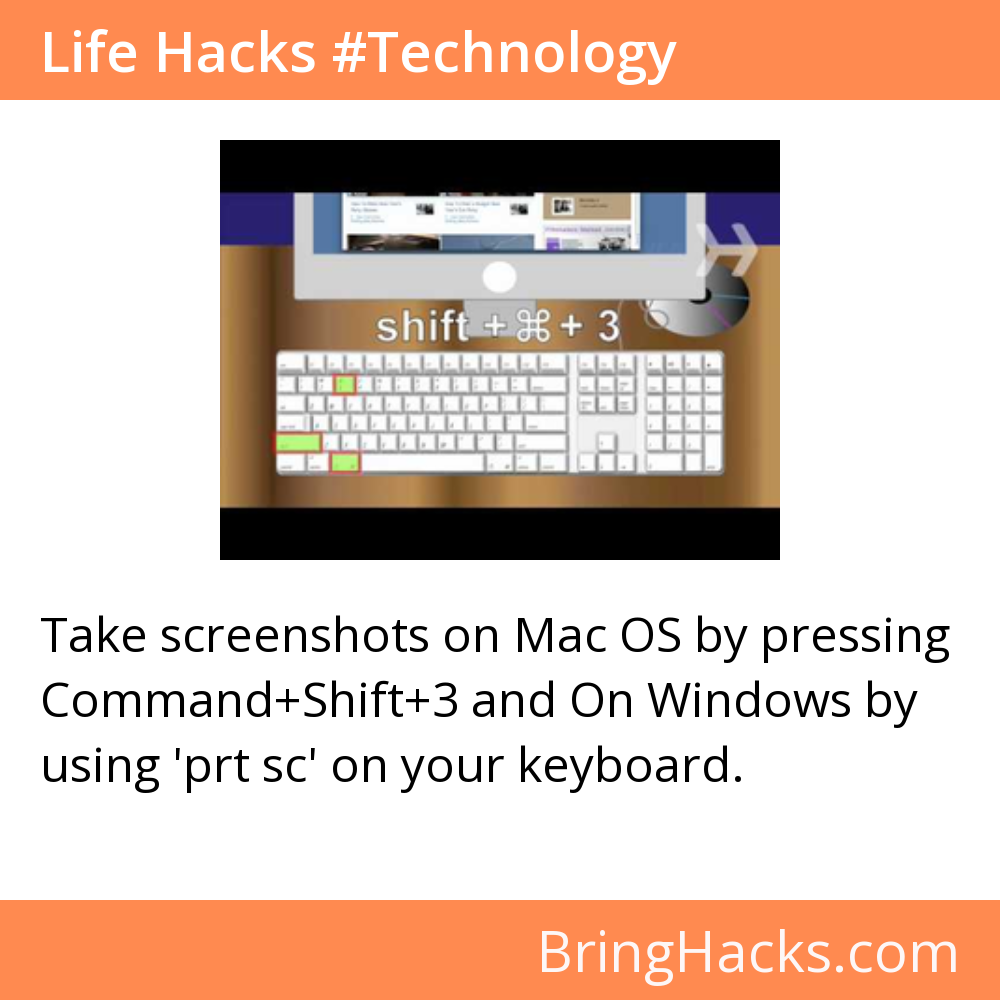 Life Hacks #Technology
shift + ⌘ + 3
Take screenshots on Mac OS by pressing
Command+Shift+3 and On Windows by
using 'prt sc' on your keyboard.
BringHacks.com